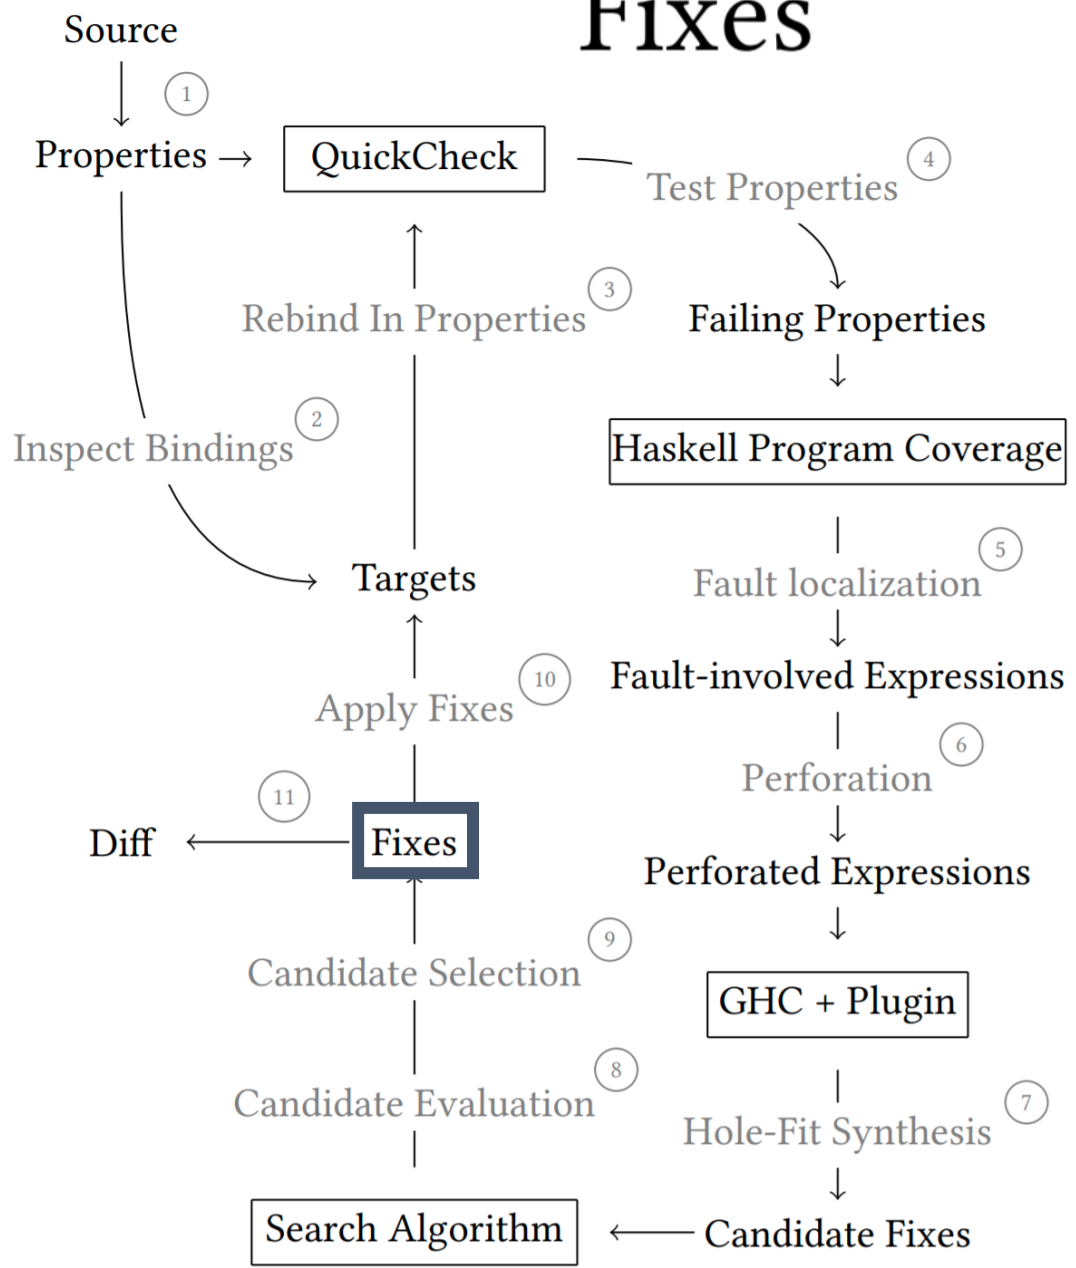 Fixes
Source
1
Properties
QuickCheck
4
Test Properties
3
Rebind In Properties
Failing Properties
2
Inspect Bindings
Haskell Program Coverage
5
Fault localization
Targets
10
Apply Fixes
Fault-involved Expressions
6
Perforation
11
Diff
Fixes
Perforated Expressions
9
Candidate Selection
GHC + Plugin
8
Candidate Evaluation
7
Hole-Fit Synthesis
Search Algorithm
Candidate Fixes